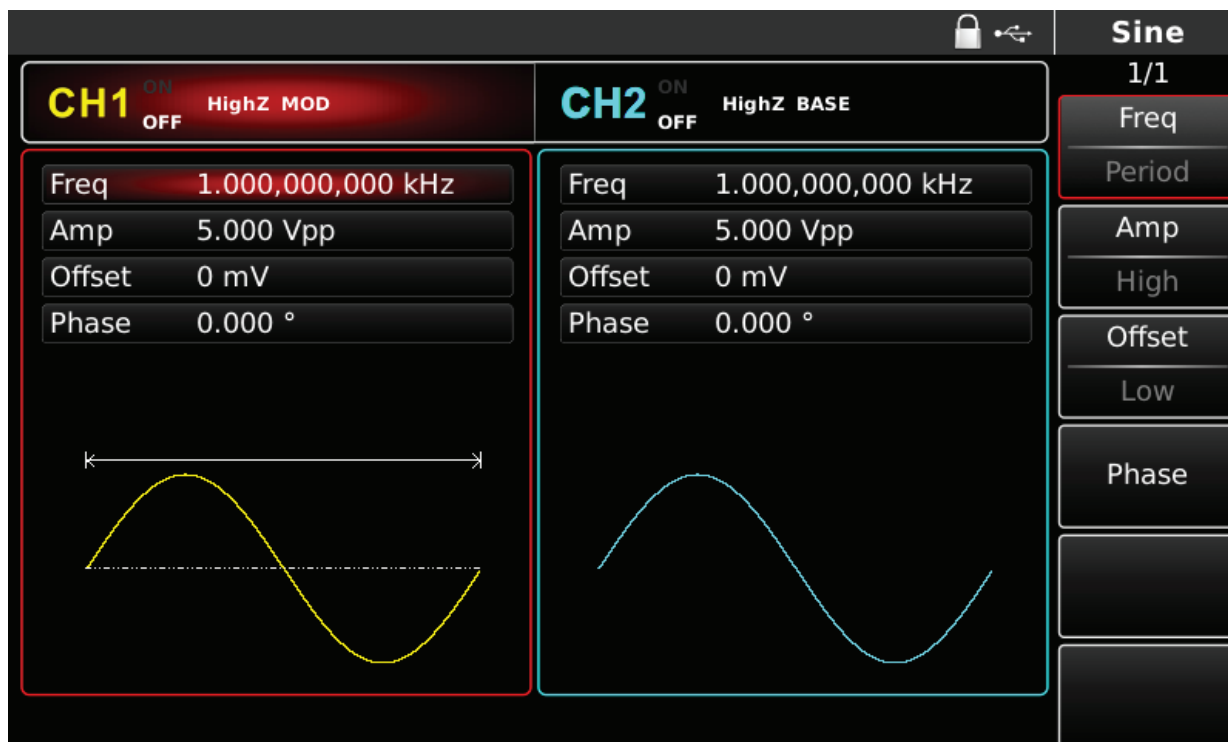 Sine
1/1
CH1 ON OFF HighZ MOD
CH2 ON OFF HighZ BASE
Freq 1.000,000,000 kHz
Amp 5.000 Vpp
Offset 0 mV
Phase 0.000 °
Freq 1.000,000,000 kHz
Amp 5.000 Vpp
Offset 0 mV
Phase 0.000 °
Freq
Period
Amp
High
Offset
Low
Phase